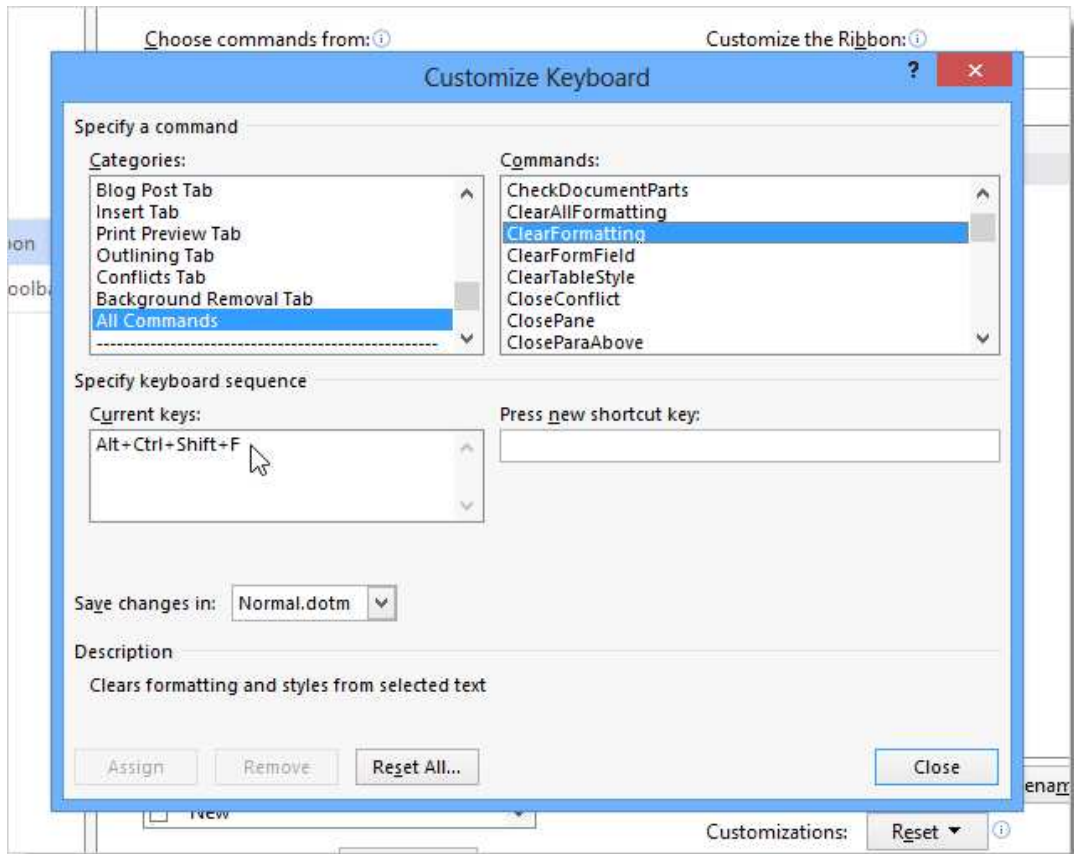 Choose commands from:
Customize the Ribbon:
Customize Keyboard
?
Specify a command
Categories:
Commands:
Blog Post Tab
Insert Tab
Print Preview Tab
Outlining Tab
Conflicts Tab
Background Removal Tab
All Commands
--------------------------------------------------
CheckDocumentParts
ClearAllFormatting
ClearFormatting
ClearFormField
ClearTableStyle
CloseConflict
ClosePane
CloseParaAbove
Specify keyboard sequence
Current keys:
Press new shortcut key:
Alt+Ctrl+Shift+F
Save changes in: Normal.dotm
Description
Clears formatting and styles from selected text
Assign Remove Reset All... Close
New
Customizations: Reset